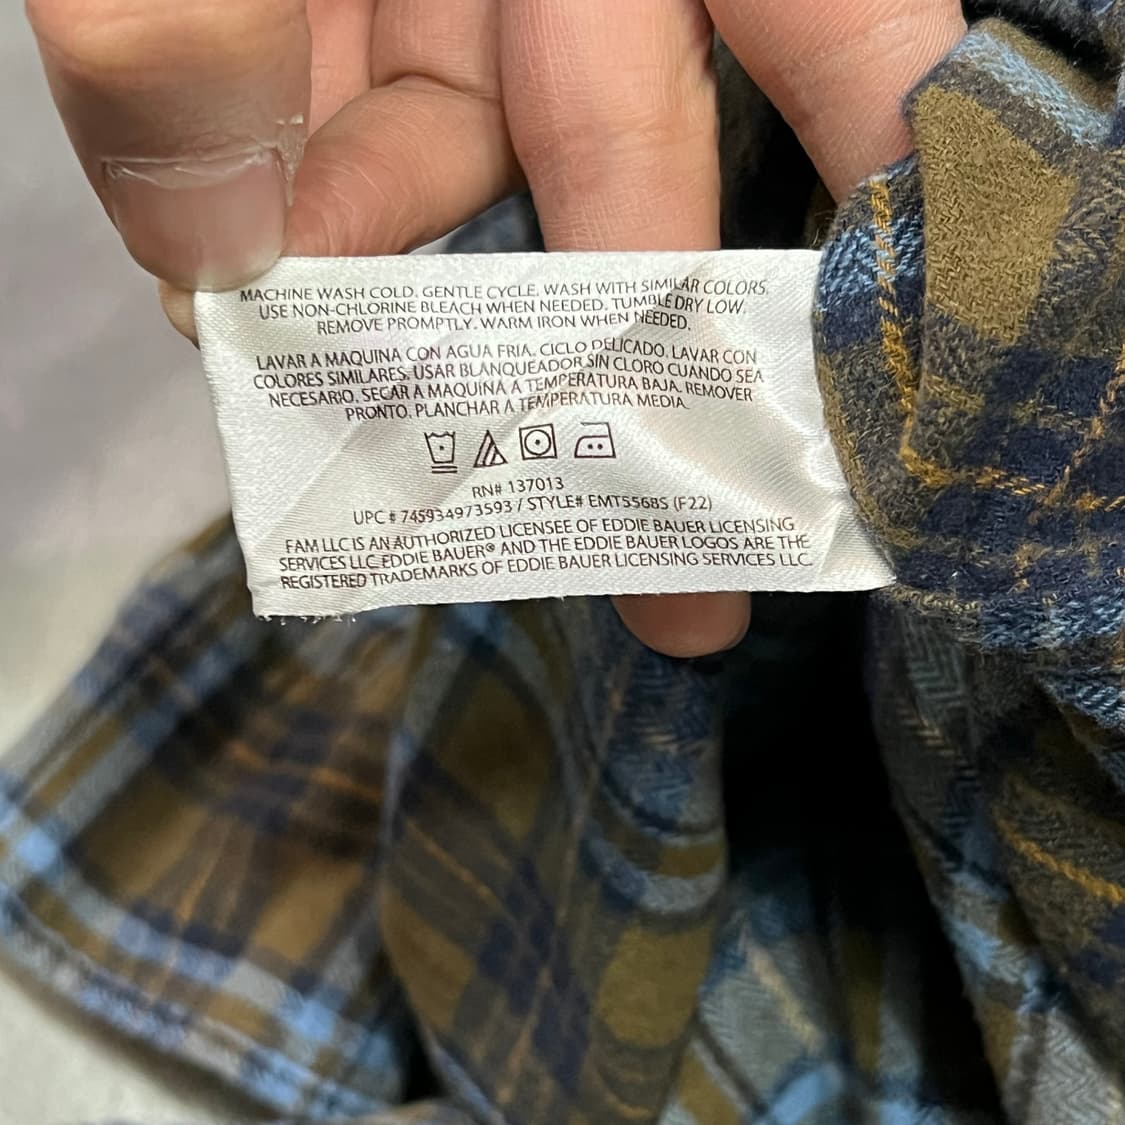 MACHINE WASH COLD. GENTLE CYCLE. WASH WITH SIMILAR COLORS.
USE NON-CHLORINE BLEACH WHEN NEEDED. TUMBLE DRY LOW.
REMOVE PROMPTLY. WARM IRON WHEN NEEDED.
LAVAR A MAQUINA CON AGUA FRIA. CICLO DELICADO. LAVAR CON
COLORES SIMILARES. USAR BLANQUEADOR SIN CLORO CUANDO SEA
NECESARIO. SECAR A MAQUINA A TEMPERATURA BAJA. REMOVER
PRONTO. PLANCHAR A TEMPERATURA MEDIA.
RN# 137013
UPC # 745934973593 / STYLE# EMT5568S (F22)
FAM LLC IS AN AUTHORIZED LICENSEE OF EDDIE BAUER LICENSING
SERVICES LLC. EDDIE BAUER® AND THE EDDIE BAUER LOGOS ARE THE
REGISTERED TRADEMARKS OF EDDIE BAUER LICENSING SERVICES LLC.